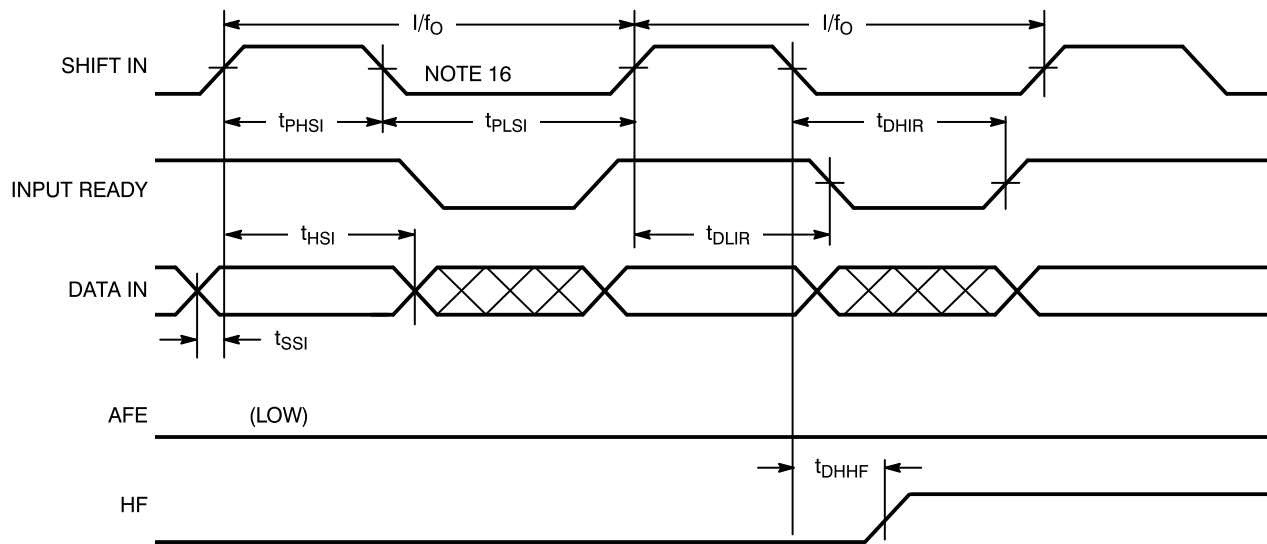 I/fO I/fO
SHIFT IN
NOTE 16
tPHSI tPLSI tDHIR
INPUT READY
tHSI tDLIR
DATA IN
tSSI
AFE (LOW)
tDHHF
HF